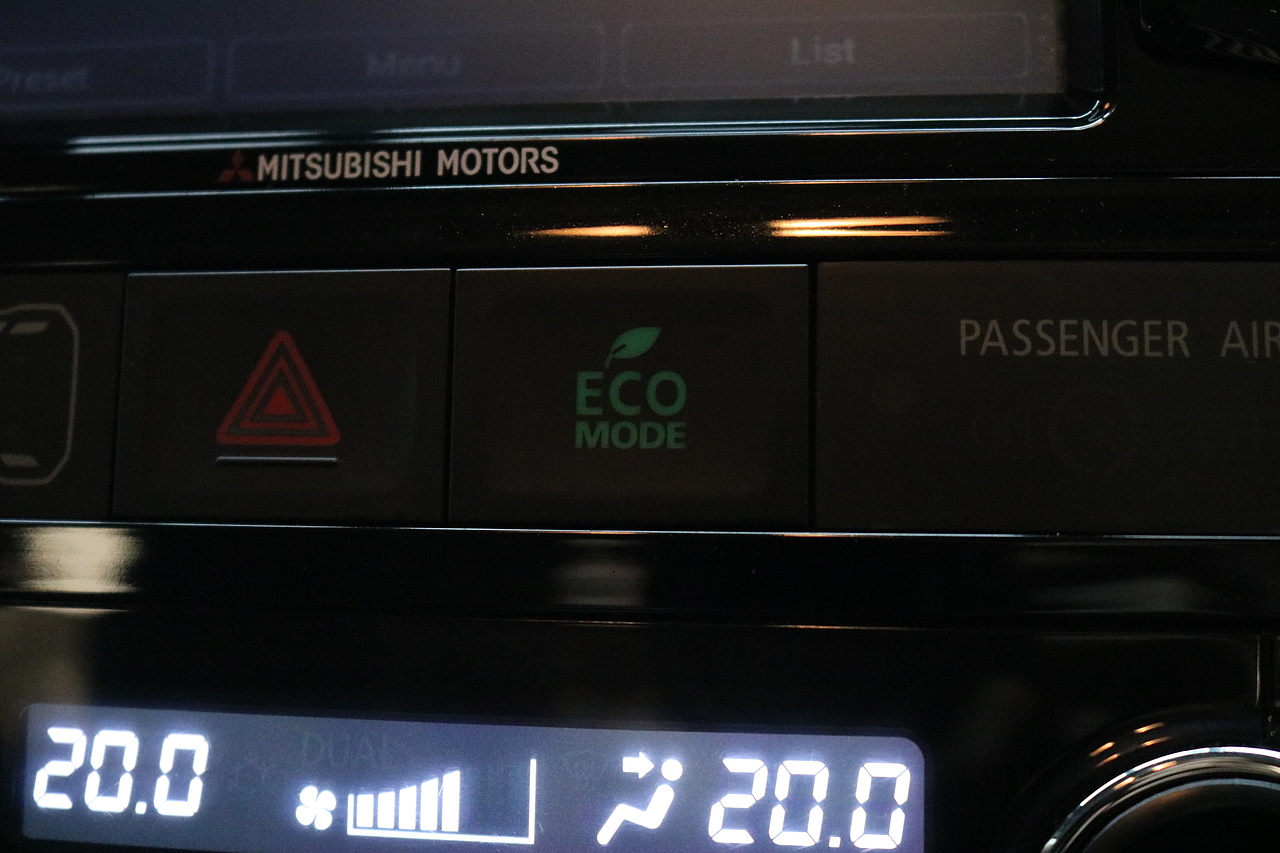 Preset Menu List
MITSUBISHI MOTORS
PASSENGER AIR
ECO
MODE
DUAL
20.0 20.0